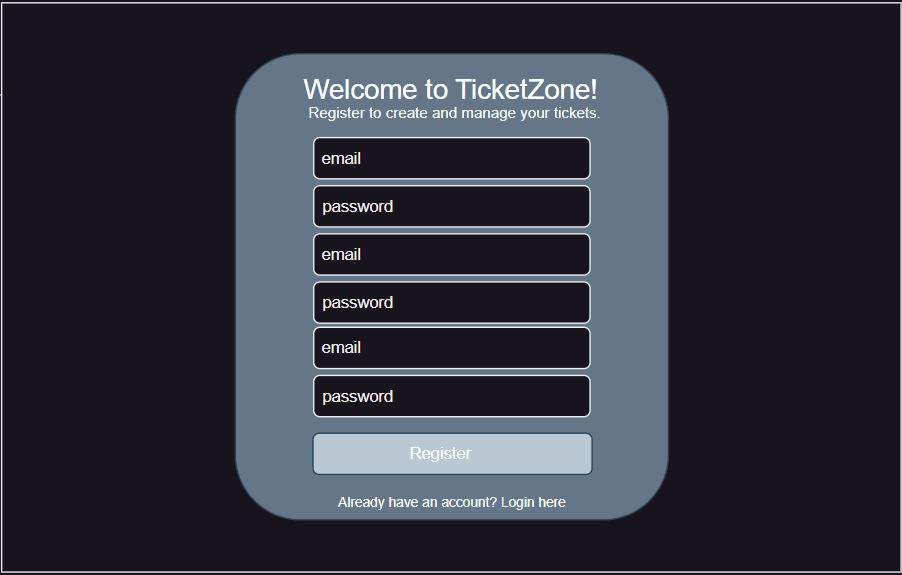 Welcome to TicketZone!
Register to create and manage your tickets.
email
password
email
password
email
password
Register
Already have an account? Login here